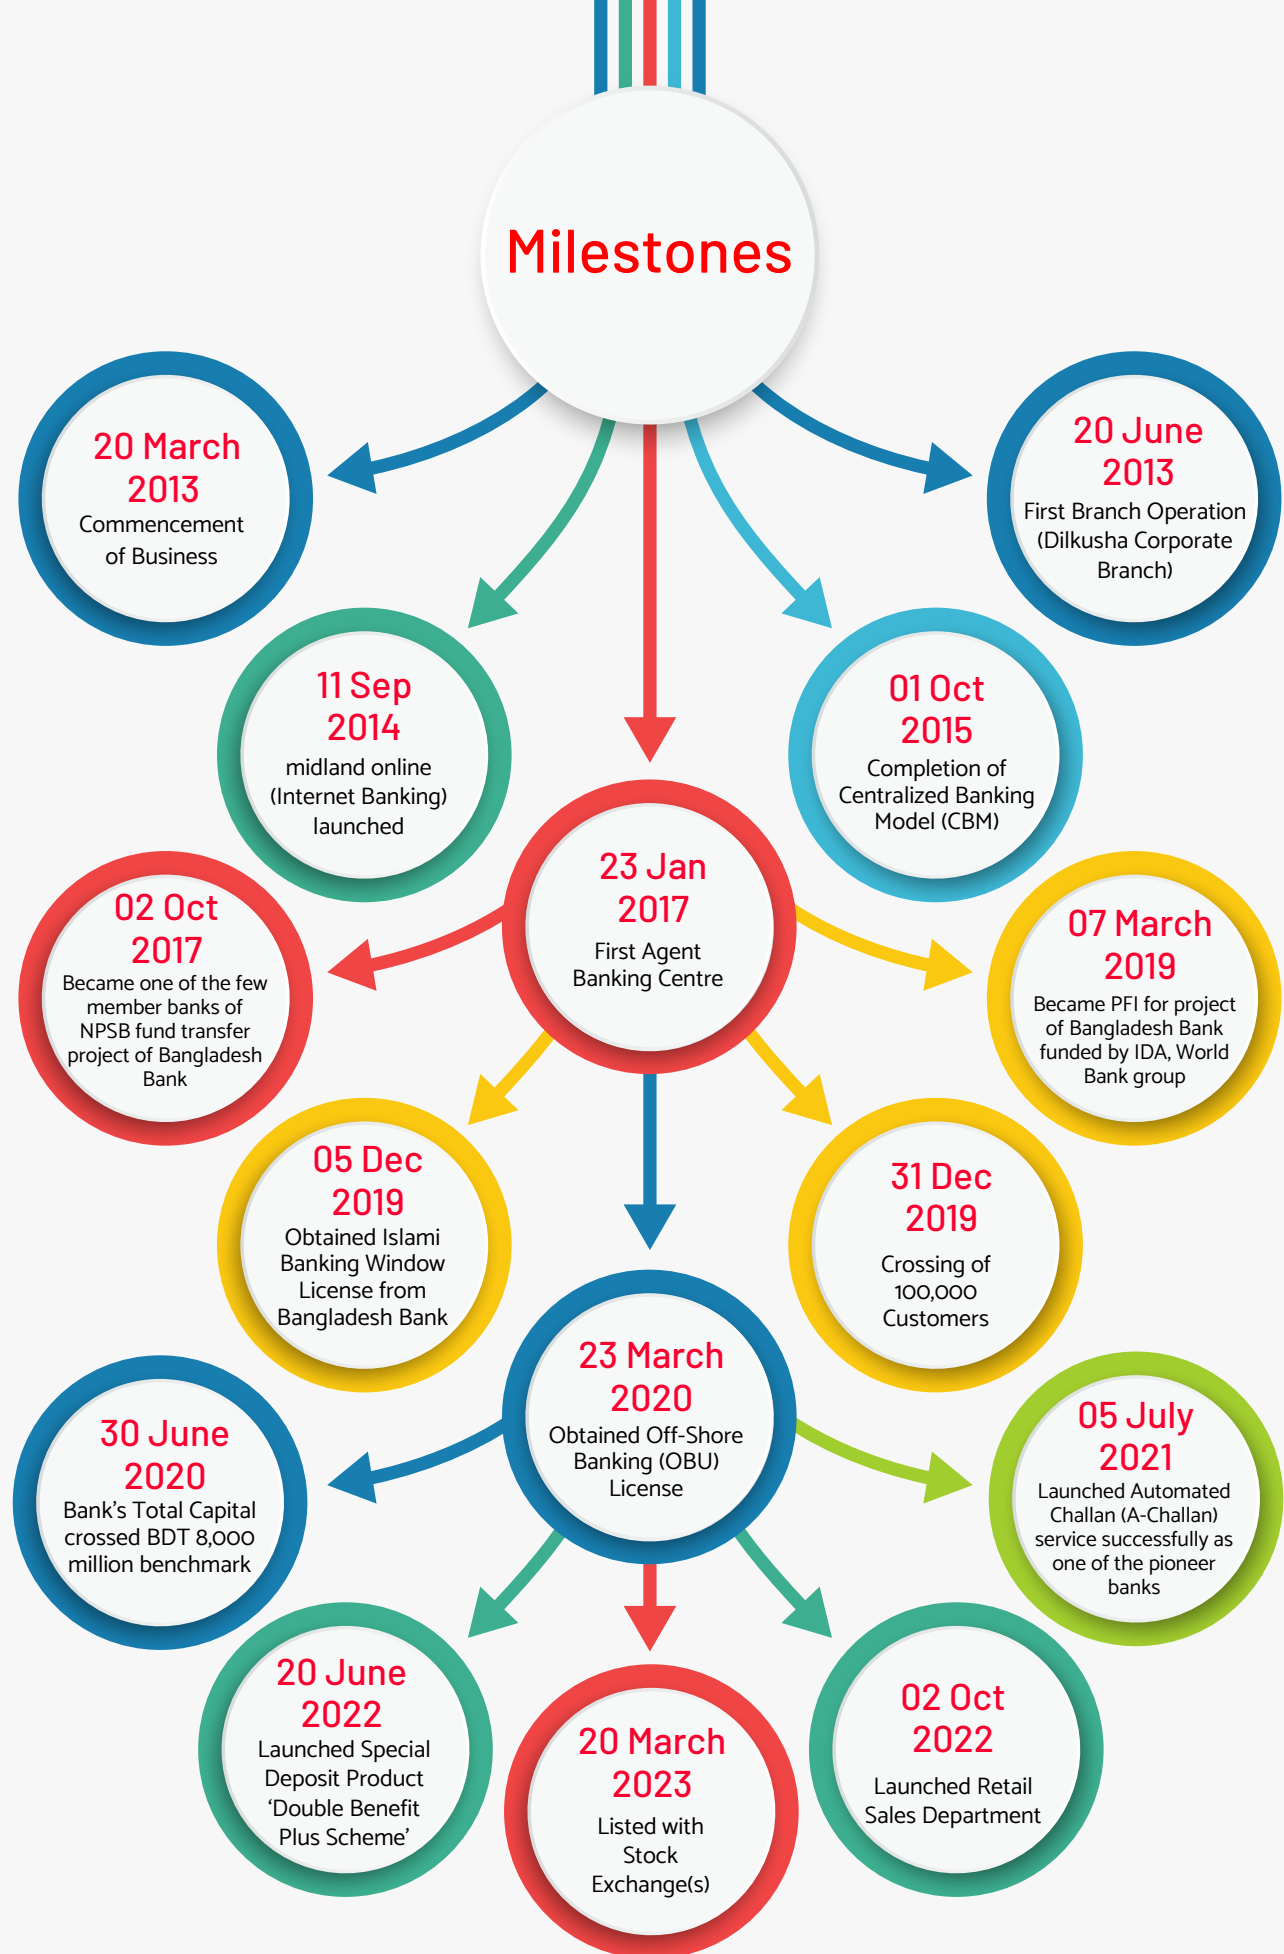 Milestones
20 March
2013
Commencement
of Business
20 June
2013
First Branch Operation
(Dilkusha Corporate
Branch)
11 Sep
2014
midland online
(Internet Banking)
launched
01 Oct
2015
Completion of
Centralized Banking
Model (CBM)
23 Jan
2017
First Agent
Banking Centre
02 Oct
2017
Became one of the few
member banks of
NPSB fund transfer
project of Bangladesh
Bank
07 March
2019
Became PFI for project
of Bangladesh Bank
funded by IDA, World
Bank group
05 Dec
2019
Obtained Islami
Banking Window
License from
Bangladesh Bank
31 Dec
2019
Crossing of
100,000
Customers
23 March
2020
Obtained Off-Shore
Banking (OBU)
License
30 June
2020
Bank's Total Capital
crossed BDT 8,000
million benchmark
05 July
2021
Launched Automated
Challan (A-Challan)
service successfully as
one of the pioneer
banks
20 June
2022
Launched Special
Deposit Product
‘Double Benefit
Plus Scheme’
02 Oct
2022
Launched Retail
Sales Department
20 March
2023
Listed with
Stock
Exchange(s)